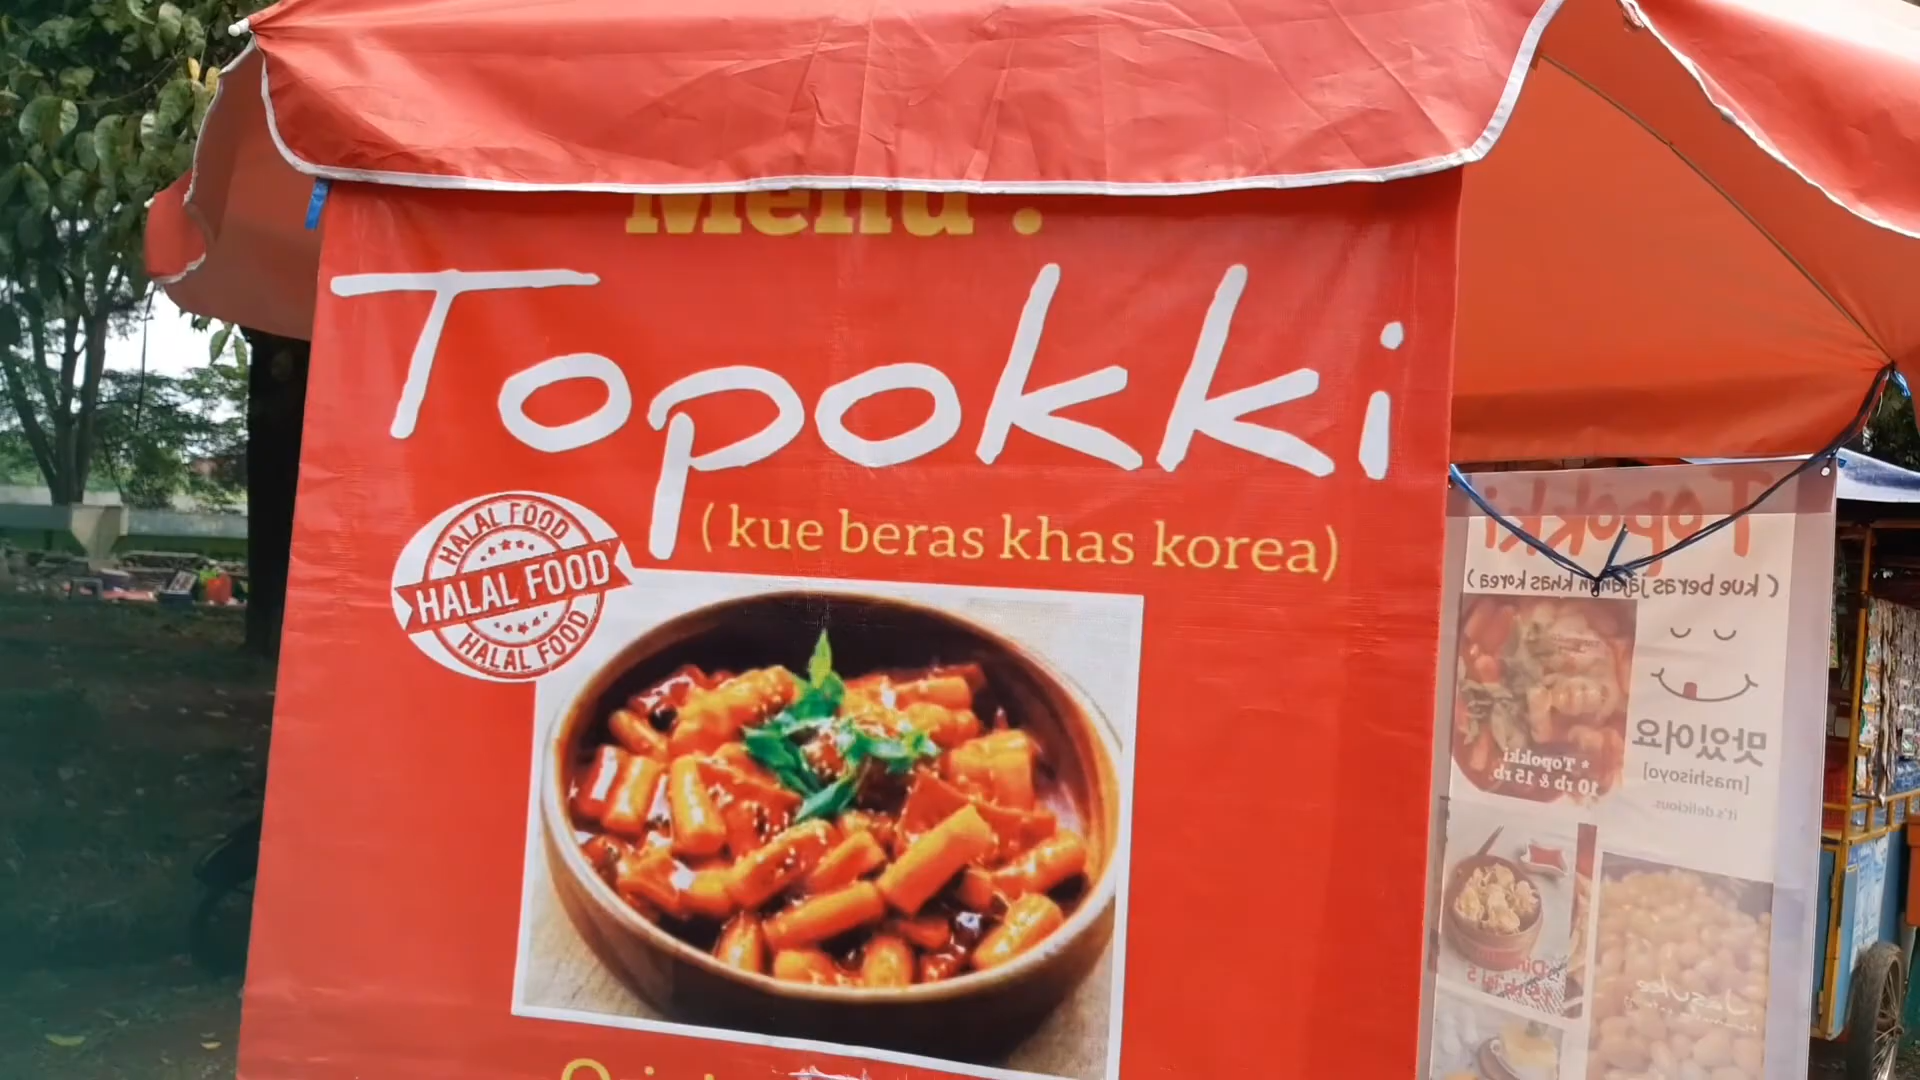 Menu :
Topokki
(kue beras khas korea)
HALAL FOOD
HALAL FOOD
HALAL FOOD
Topokki
(kue beras jajanan khas korea)
맛있어요
[mashisoyo]
it's delicious.
* Topokki
10 rb & 15 rb
Jasuke